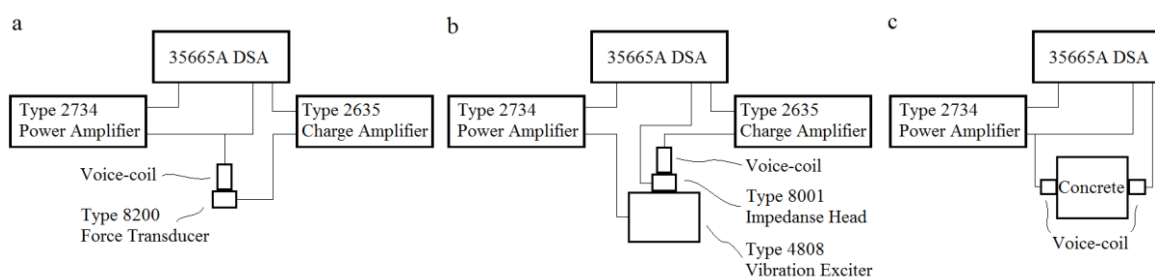 a
35665A DSA
Type 2734
Power Amplifier
Type 2635
Charge Amplifier
Voice-coil
Type 8200
Force Transducer
b
35665A DSA
Type 2734
Power Amplifier
Type 2635
Charge Amplifier
Voice-coil
Type 8001
Impedanse Head
Type 4808
Vibration Exciter
c
35665A DSA
Type 2734
Power Amplifier
Concrete
Voice-coil